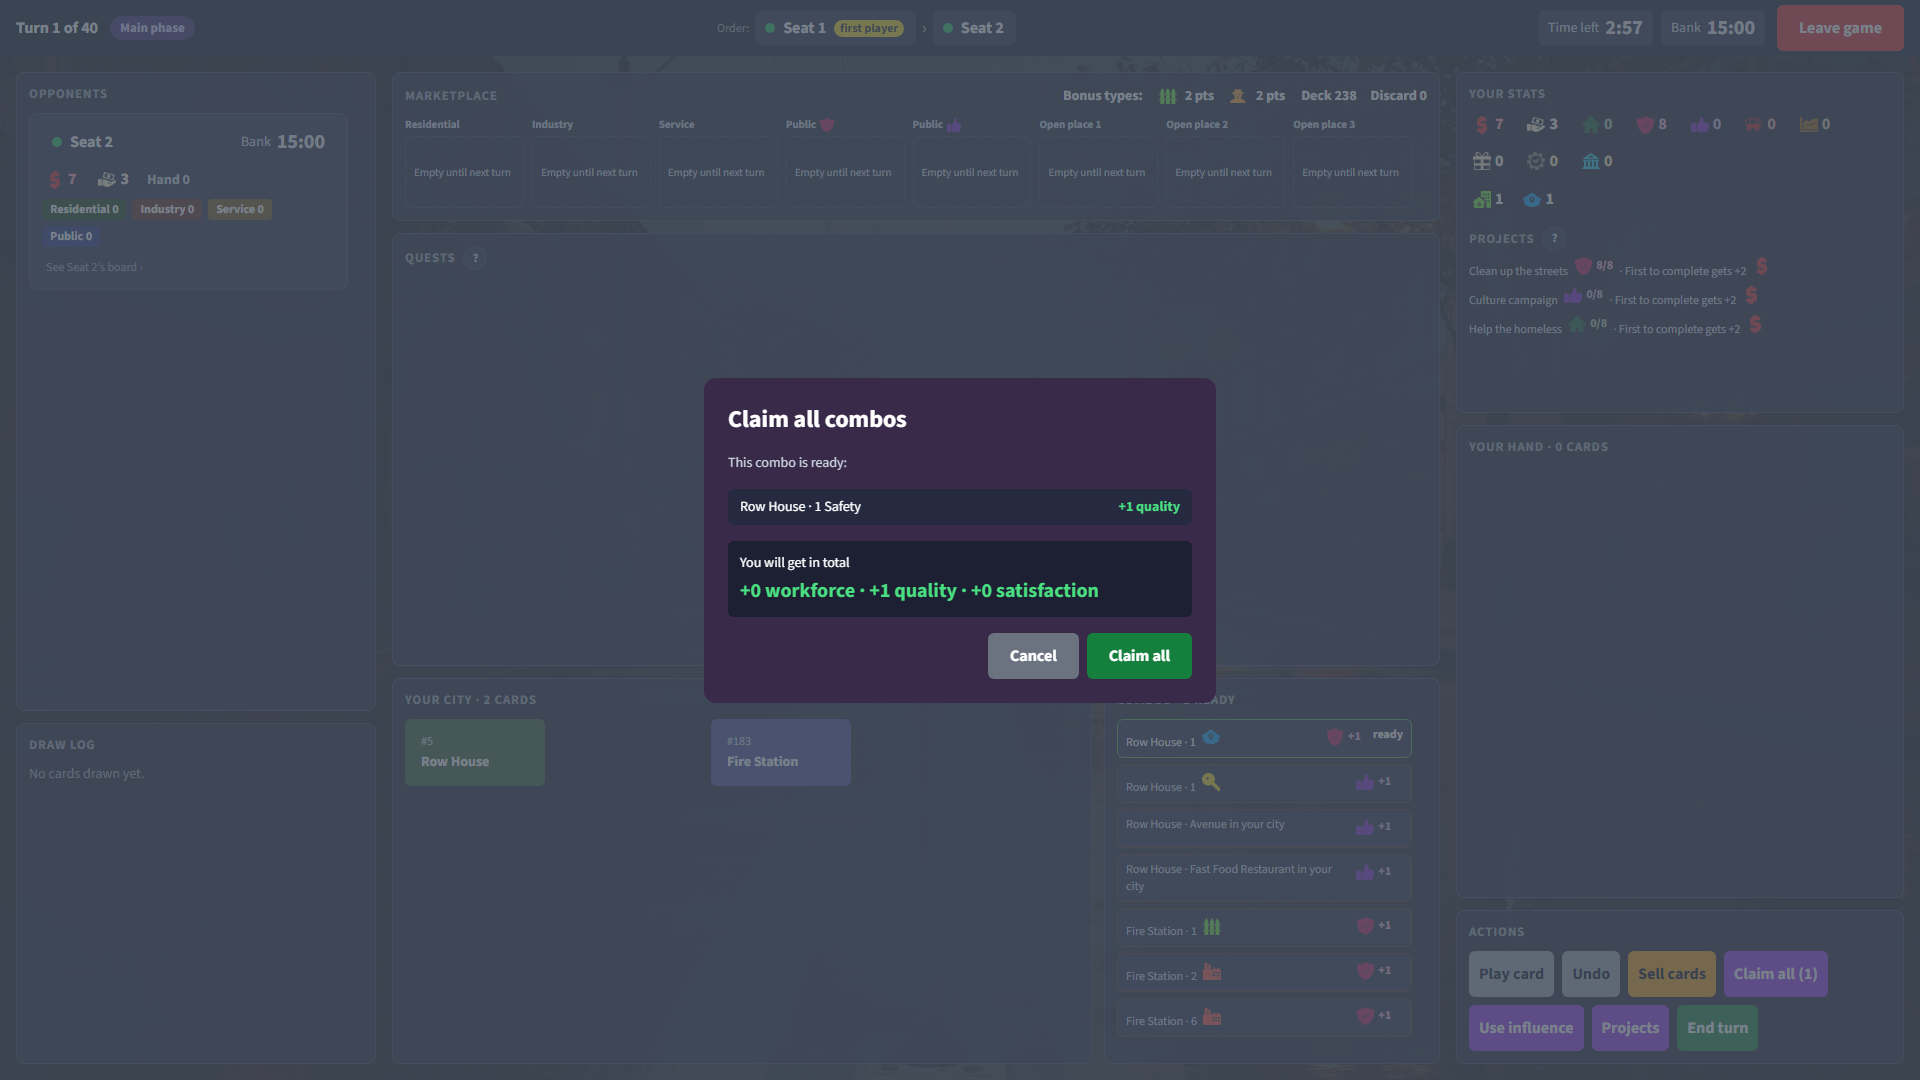 Turn 1 of 40 Main phase
Order: Seat 1 first player › Seat 2
Time left 2:57 Bank 15:00 Leave game
OPPONENTS
Seat 2 Bank 15:00
7 3 Hand 0
Residential 0 Industry 0 Service 0
Public 0
See Seat 2's board ›
DRAW LOG
No cards drawn yet.
MARKETPLACE
Bonus types: 2 pts 2 pts Deck 238 Discard 0
Residential Industry Service Public Public Open place 1 Open place 2 Open place 3
Empty until next turn Empty until next turn Empty until next turn Empty until next turn Empty until next turn Empty until next turn Empty until next turn Empty until next turn
QUESTS ?
Claim all combos
This combo is ready:
Row House · 1 Safety +1 quality
You will get in total
+0 workforce · +1 quality · +0 satisfaction
Cancel Claim all
YOUR CITY · 2 CARDS
#5
Row House
#183
Fire Station
READY
Row House · 1 +1 ready
Row House · 1 +1
Row House · Avenue in your city +1
Row House · Fast Food Restaurant in your +1
city
Fire Station · 1 +1
Fire Station · 2 +1
Fire Station · 6 +1
YOUR STATS
7 3 0 8 0 0 0
0 0 0
1 1
PROJECTS ?
Clean up the streets 8/8 · First to complete gets +2 $
Culture campaign 0/8 · First to complete gets +2 $
Help the homeless 0/8 · First to complete gets +2 $
YOUR HAND · 0 CARDS
ACTIONS
Play card Undo Sell cards Claim all (1)
Use influence Projects End turn